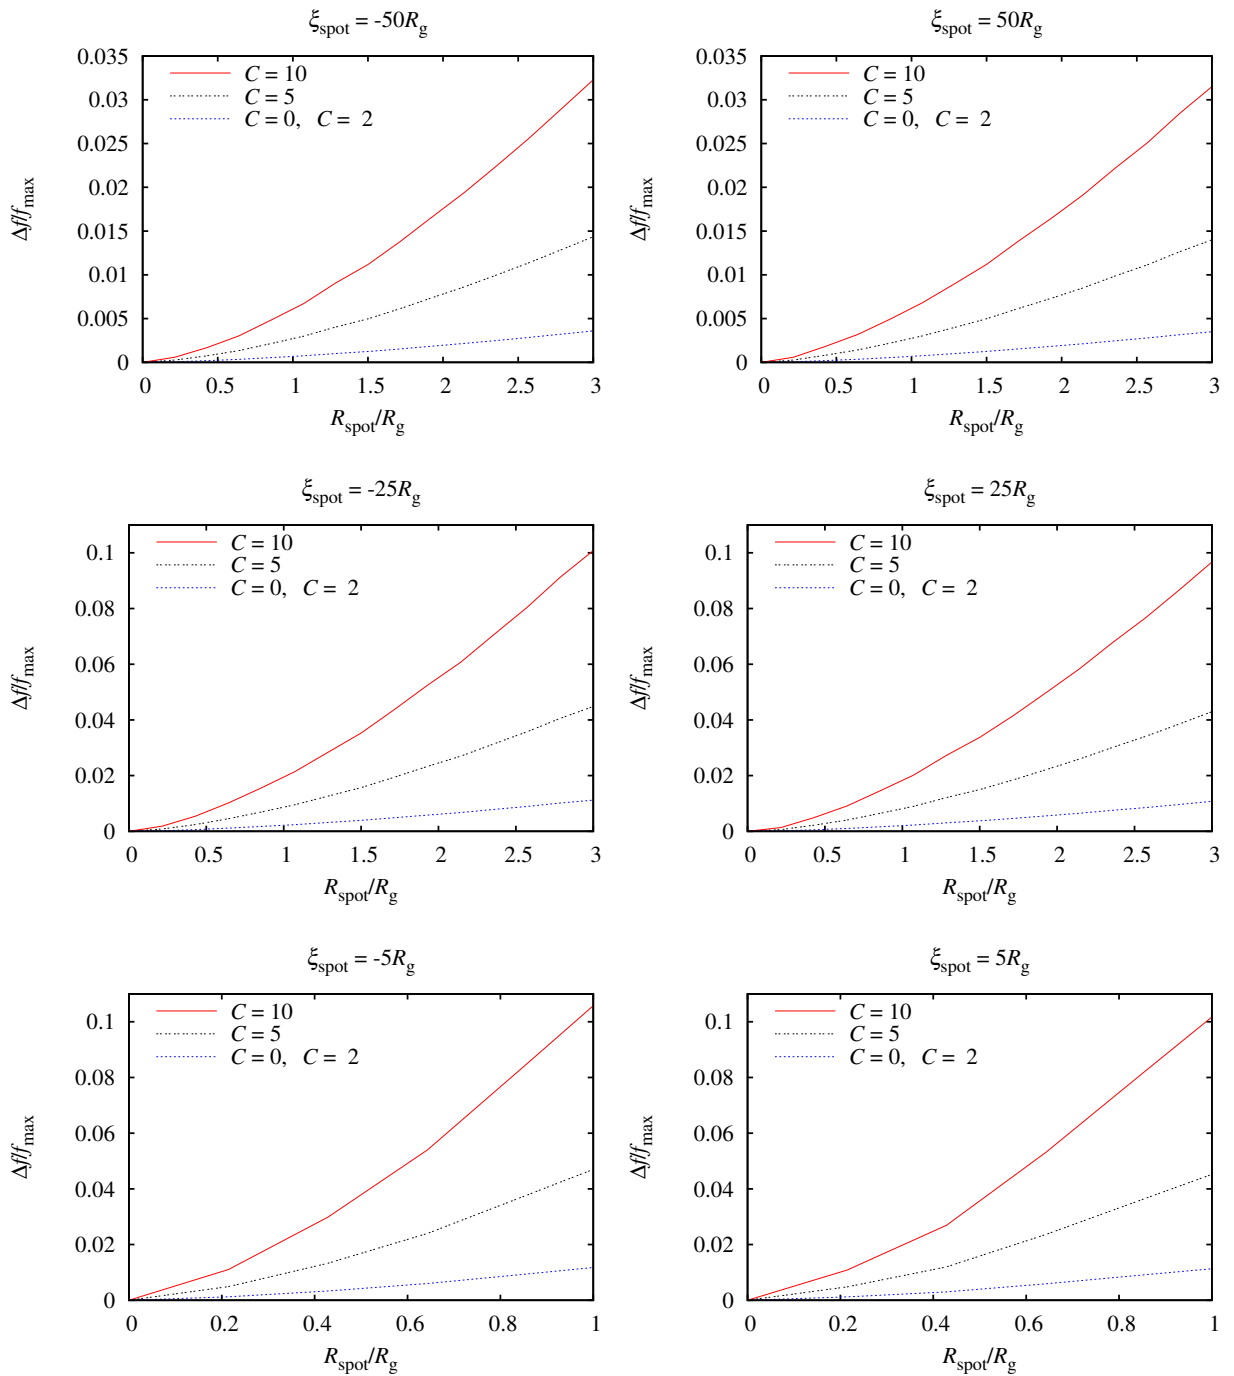 ξspot = -50Rg
0.035
0.03
0.025
0.02
0.015
0.01
0.005
0
C = 10
C = 5
C = 0, C = 2
Δf/fmax
0 0.5 1 1.5 2 2.5 3
Rspot/Rg
ξspot = 50Rg
0.035
0.03
0.025
0.02
0.015
0.01
0.005
0
C = 10
C = 5
C = 0, C = 2
Δf/fmax
0 0.5 1 1.5 2 2.5 3
Rspot/Rg
ξspot = -25Rg
0.1
0.08
0.06
0.04
0.02
0
C = 10
C = 5
C = 0, C = 2
Δf/fmax
0 0.5 1 1.5 2 2.5 3
Rspot/Rg
ξspot = 25Rg
0.1
0.08
0.06
0.04
0.02
0
C = 10
C = 5
C = 0, C = 2
Δf/fmax
0 0.5 1 1.5 2 2.5 3
Rspot/Rg
ξspot = -5Rg
0.1
0.08
0.06
0.04
0.02
0
C = 10
C = 5
C = 0, C = 2
Δf/fmax
0 0.2 0.4 0.6 0.8 1
Rspot/Rg
ξspot = 5Rg
0.1
0.08
0.06
0.04
0.02
0
C = 10
C = 5
C = 0, C = 2
Δf/fmax
0 0.2 0.4 0.6 0.8 1
Rspot/Rg